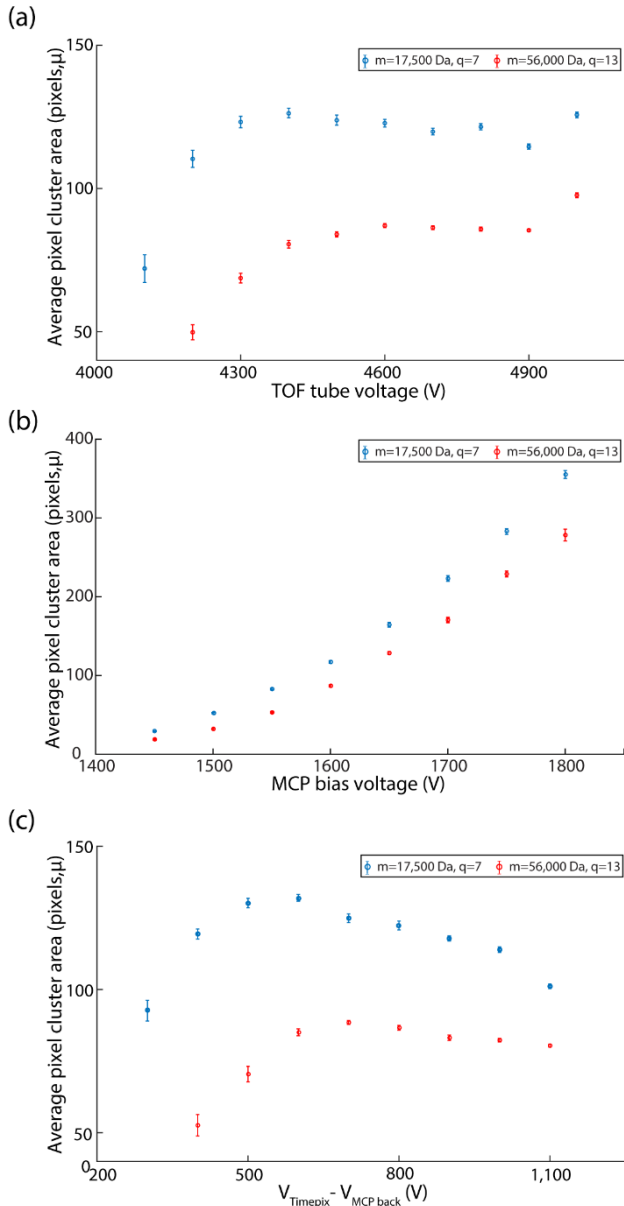 (a)
Average pixel cluster area (pixels,μ)
150
100
50
m=17,500 Da, q=7 m=56,000 Da, q=13
4000 4300 4600 4900
TOF tube voltage (V)
(b)
Average pixel cluster area (pixels,μ)
400
300
200
100
0
m=17,500 Da, q=7 m=56,000 Da, q=13
1400 1500 1600 1700 1800
MCP bias voltage (V)
(c)
Average pixel cluster area (pixels,μ)
150
100
50
0
m=17,500 Da, q=7 m=56,000 Da, q=13
200 500 800 1,100
V Timepix - V MCP back (V)